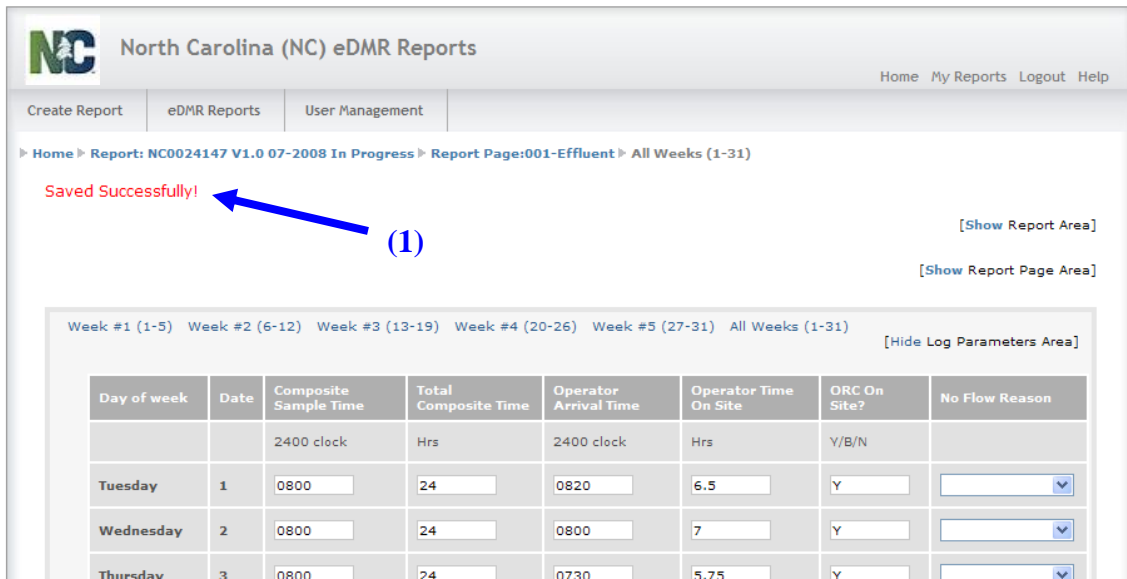 NC North Carolina (NC) eDMR Reports
Home My Reports Logout Help
Create Report eDMR Reports User Management
Home Report: NC0024147 V1.0 07-2008 In Progress Report Page:001-Effluent All Weeks (1-31)
Saved Successfully!
(1)
[Show Report Area]
[Show Report Page Area]
Week #1 (1-5) Week #2 (6-12) Week #3 (13-19) Week #4 (20-26) Week #5 (27-31) All Weeks (1-31)
[Hide Log Parameters Area]
Day of week Date Composite Sample Time Total Composite Time Operator Arrival Time Operator Time On Site ORC On Site? No Flow Reason
2400 clock Hrs 2400 clock Hrs Y/B/N
Tuesday 1 0800 24 0820 6.5 Y
Wednesday 2 0800 24 0800 7 Y
Thursday 3 0800 24 0730 5.75 Y